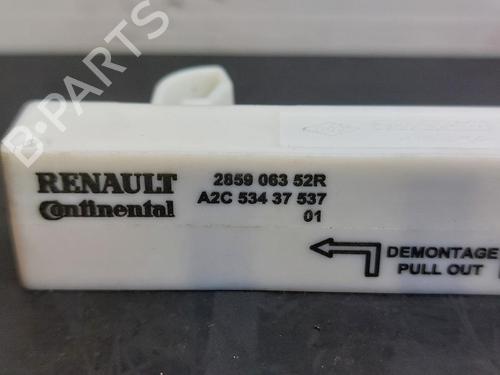 B-PARTS
RENAULT
Continental
2859 063 52R
A2C 534 37 537
01
DEMONTAGE
PULL OUT